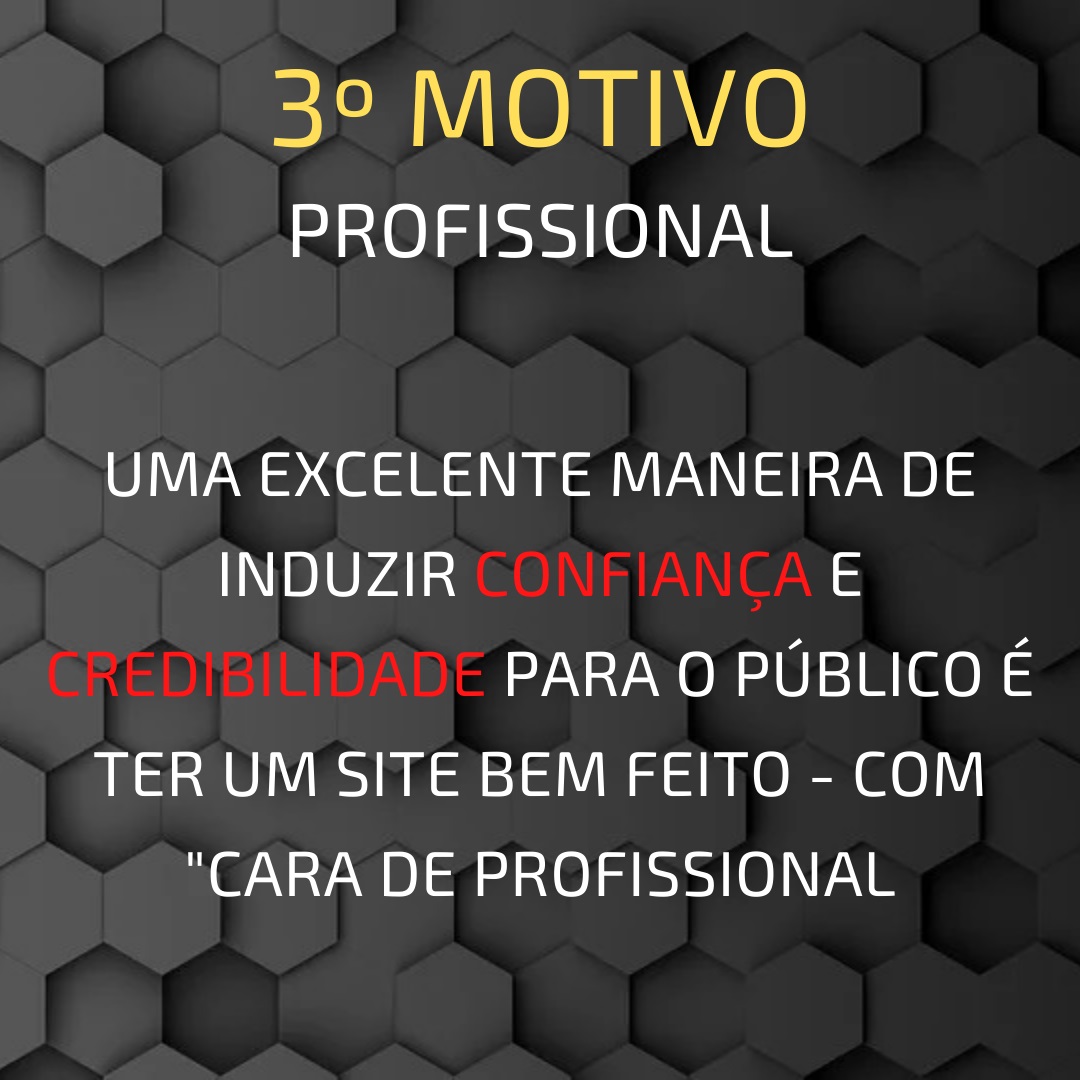 3º MOTIVO
PROFISSIONAL
UMA EXCELENTE MANEIRA DE
INDUZIR CONFIANÇA E
CREDIBILIDADE PARA O PÚBLICO É
TER UM SITE BEM FEITO - COM
"CARA DE PROFISSIONAL